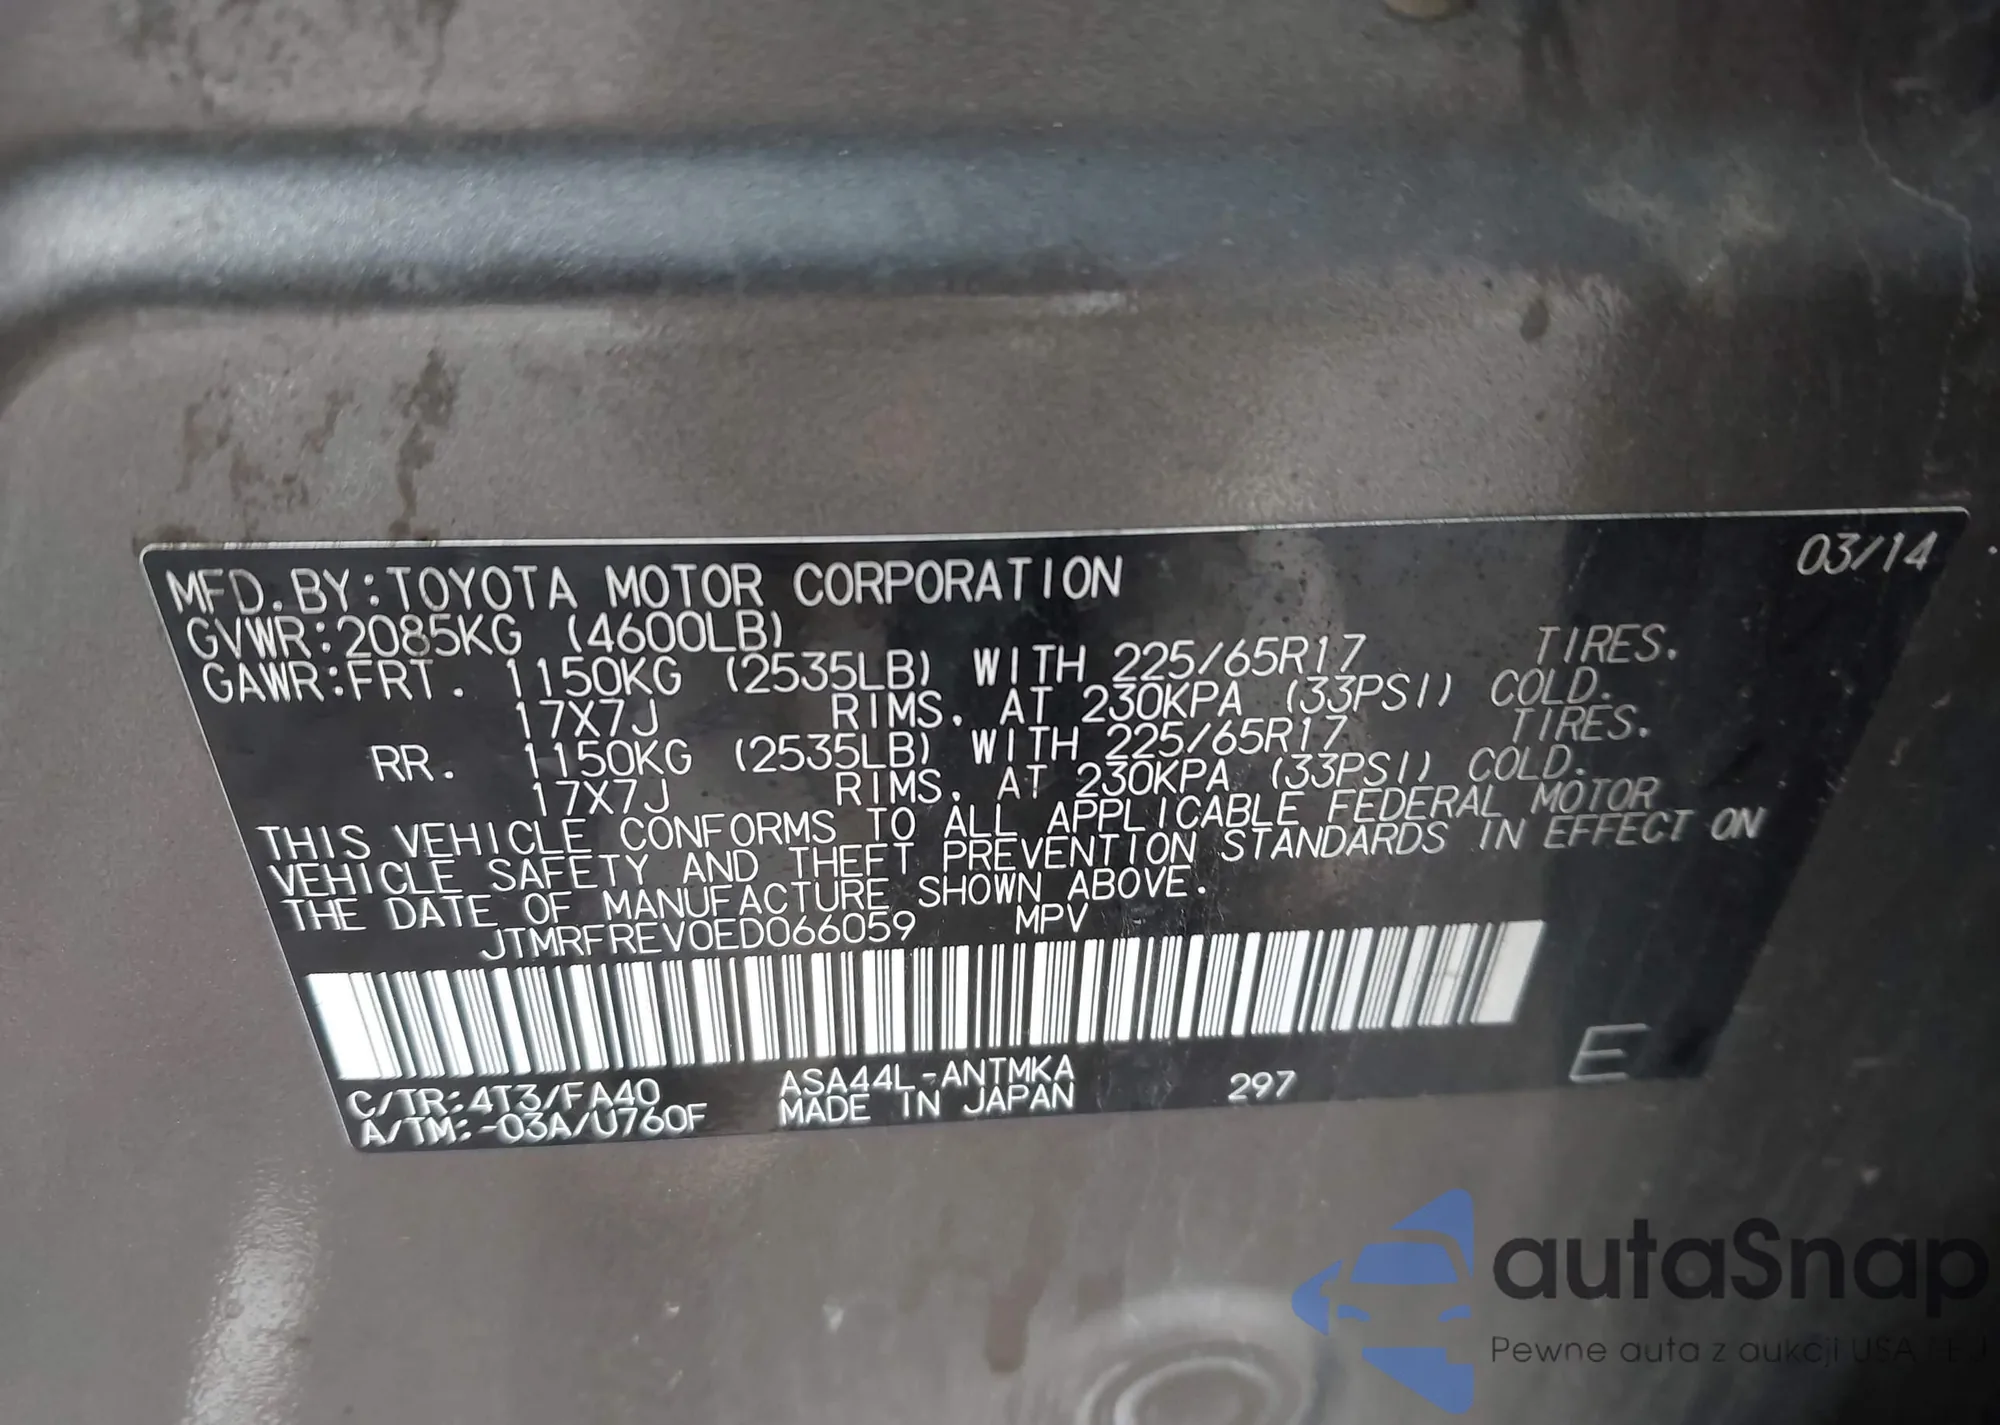 03/14
MFD. BY: TOYOTA MOTOR CORPORATION
GVWR: 2085KG (4600LB)
GAWR: FRT. 1150KG (2535LB) WITH 225/65R17 TIRES.
17X7J RIMS. AT 230KPA (33PSI) COLD.
RR. 1150KG (2535LB) WITH 225/65R17 TIRES.
17X7J RIMS. AT 230KPA (33PSI) COLD.
THIS VEHICLE CONFORMS TO ALL APPLICABLE FEDERAL MOTOR
VEHICLE SAFETY AND THEFT PREVENTION STANDARDS IN EFFECT ON
THE DATE OF MANUFACTURE SHOWN ABOVE.
JTMRFREV0ED066059 MPV
E
C/TR: 4T3/FA40 ASA44L-ANTMKA 297
A/TM: -03A/U760F MADE IN JAPAN
autaSnap
Pewne auta z aukcji USA i EU